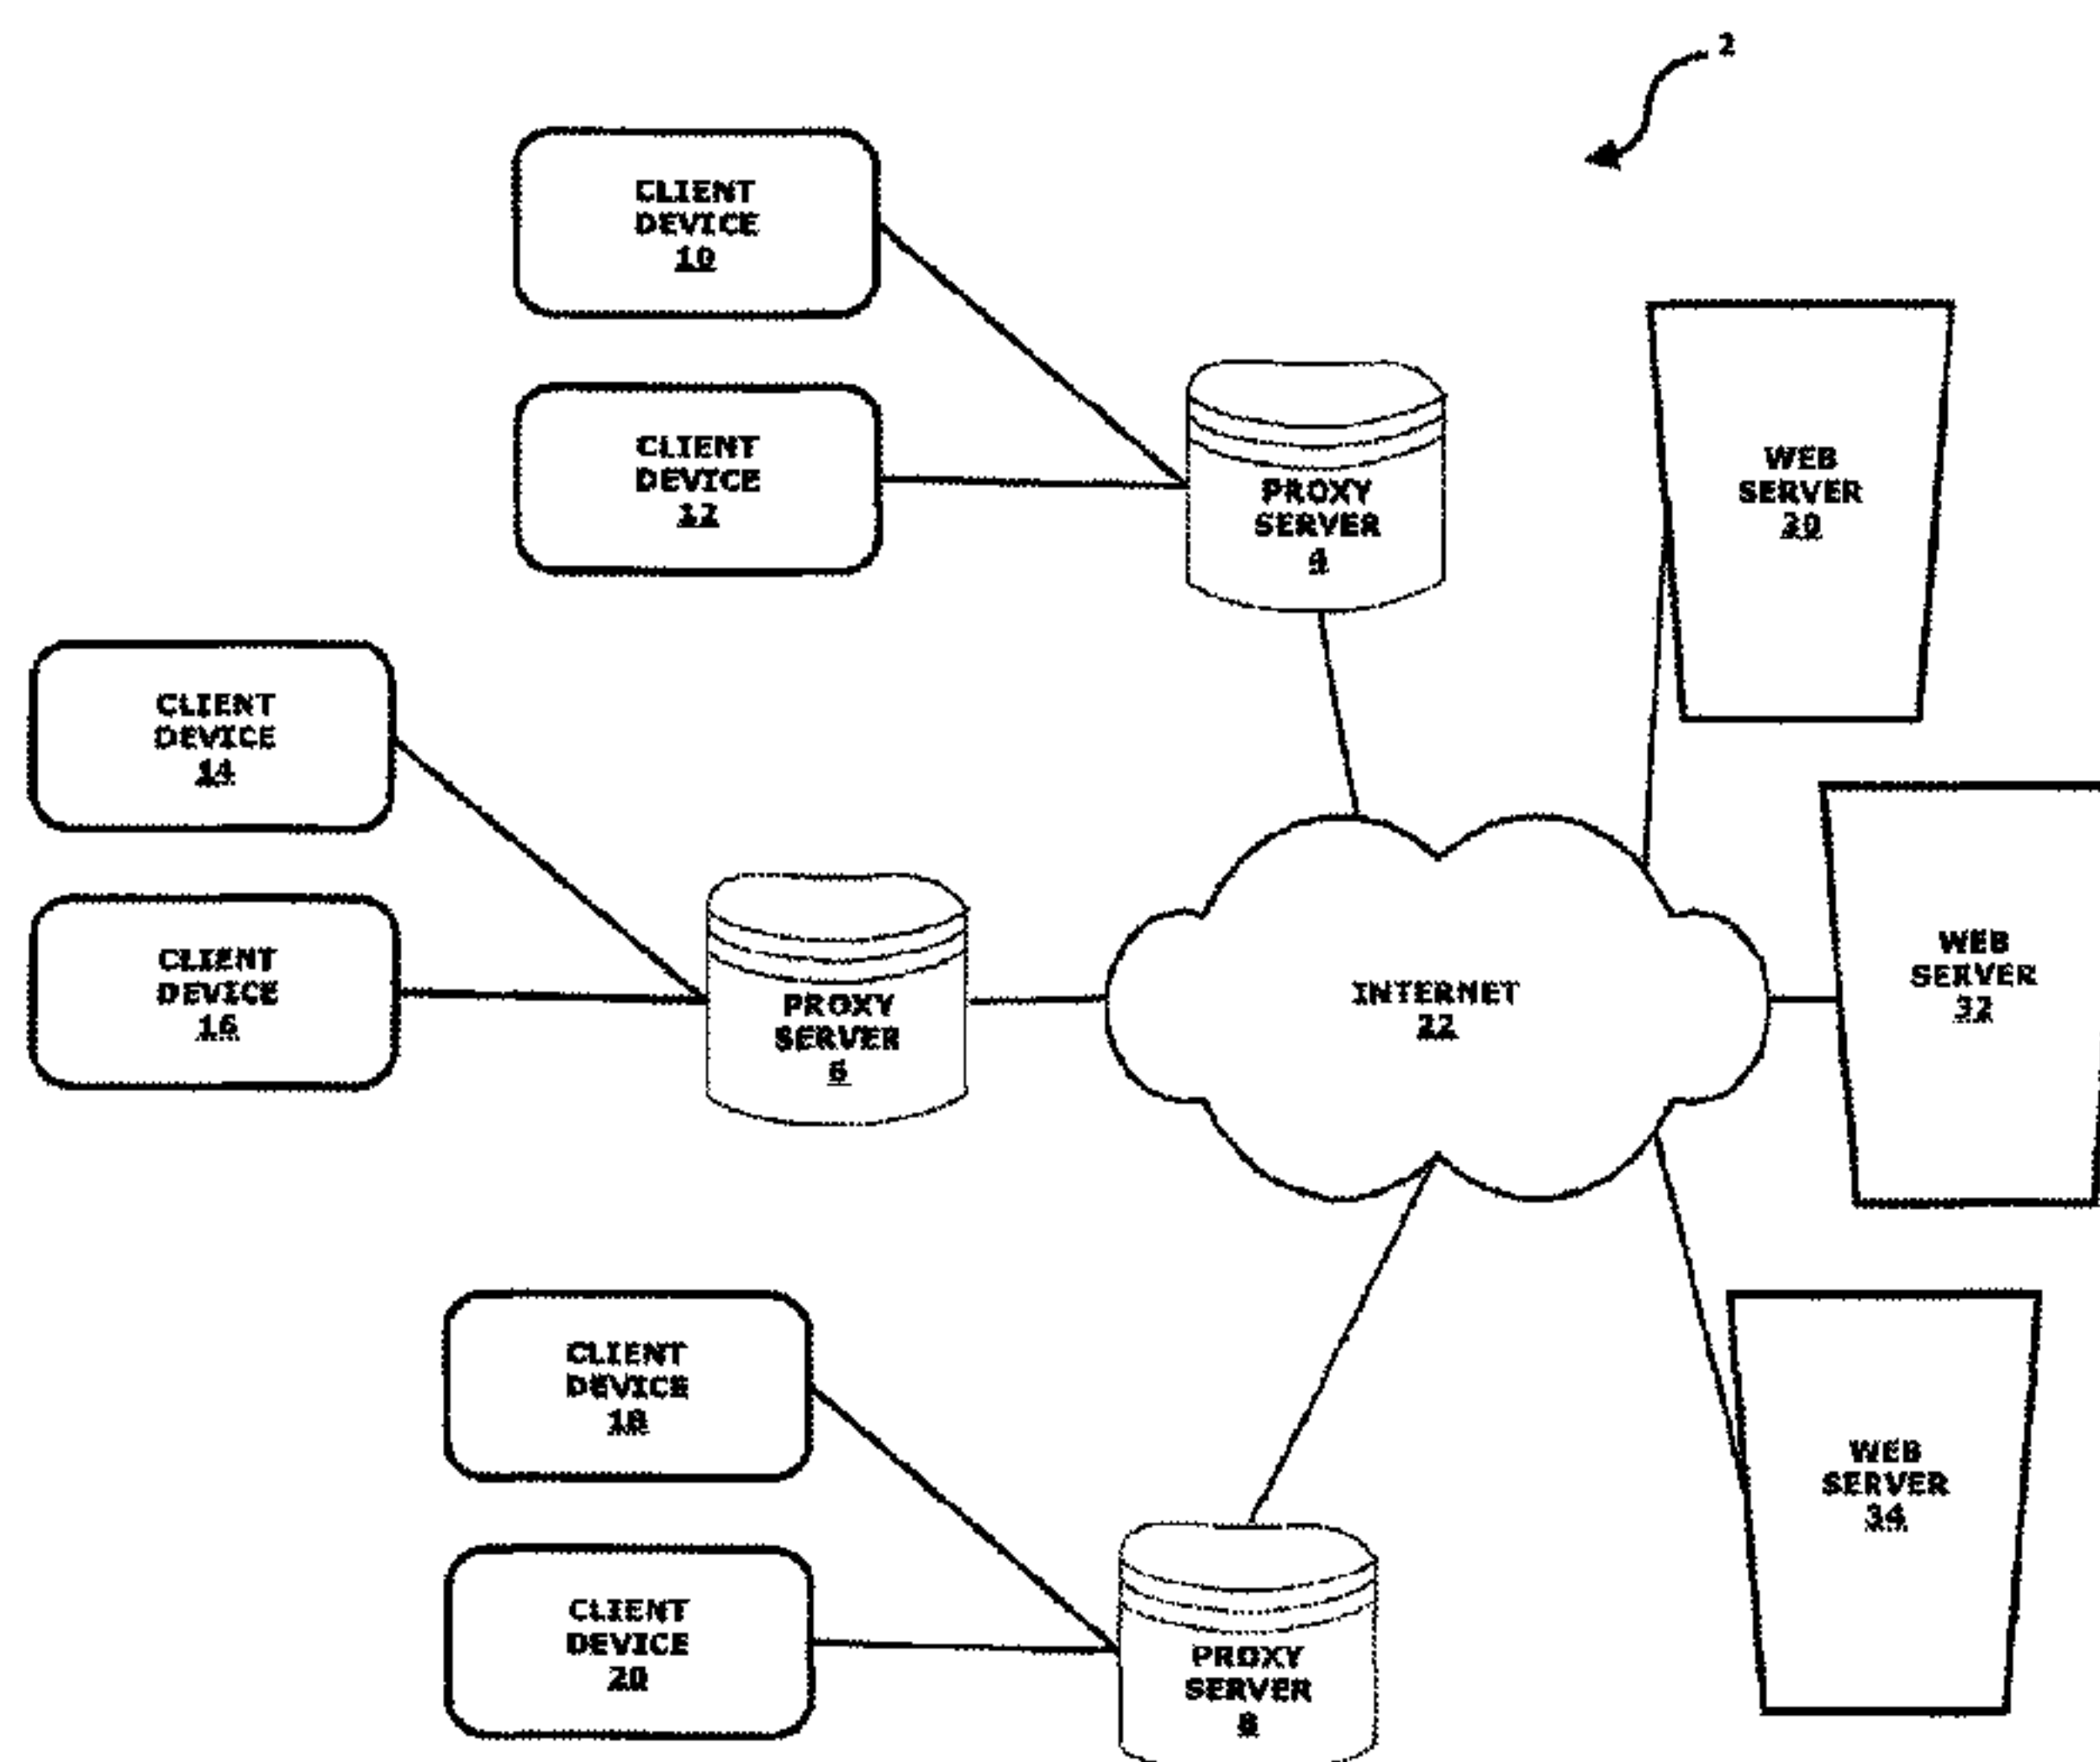 2
CLIENT
DEVICE
10
CLIENT
DEVICE
12
PROXY
SERVER
4
WEB
SERVER
30
CLIENT
DEVICE
14
CLIENT
DEVICE
16
PROXY
SERVER
6
INTERNET
22
WEB
SERVER
32
CLIENT
DEVICE
18
CLIENT
DEVICE
20
PROXY
SERVER
8
WEB
SERVER
34